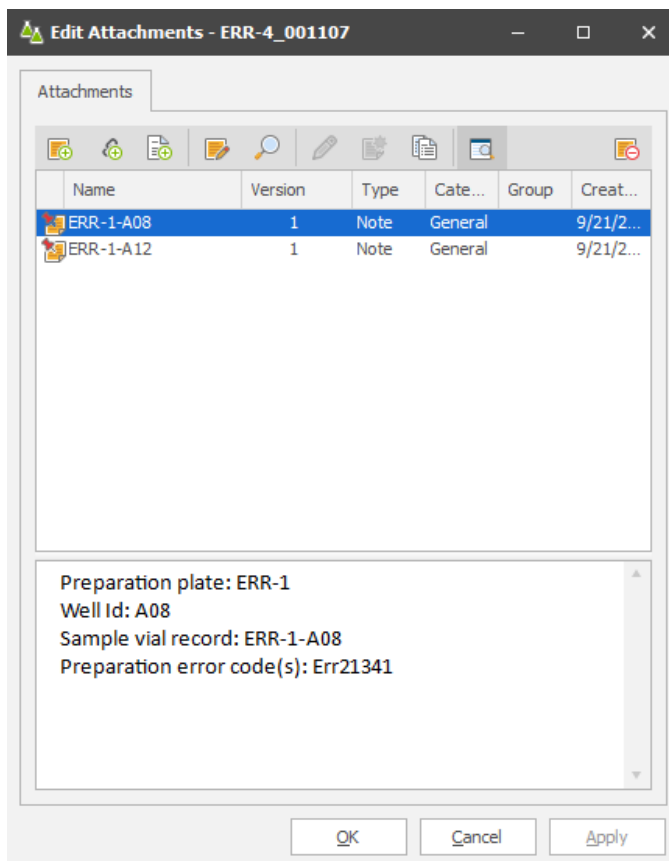 Edit Attachments - ERR-4_001107
Attachments
Name Version Type Cate... Group Creat...
ERR-1-A08 1 Note General 9/21/2...
ERR-1-A12 1 Note General 9/21/2...
Preparation plate: ERR-1
Well Id: A08
Sample vial record: ERR-1-A08
Preparation error code(s): Err21341
OK Cancel Apply